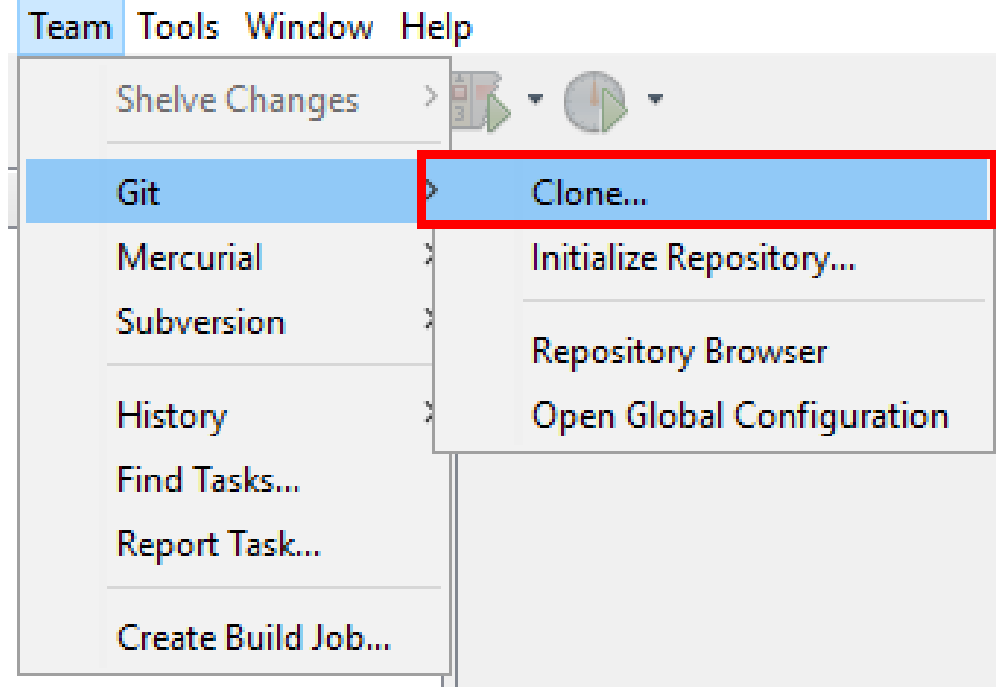 Team Tools Window Help
Shelve Changes
3
Git
Clone...
Mercurial
Initialize Repository...
Subversion
Repository Browser
History
Open Global Configuration
Find Tasks...
Report Task...
Create Build Job...